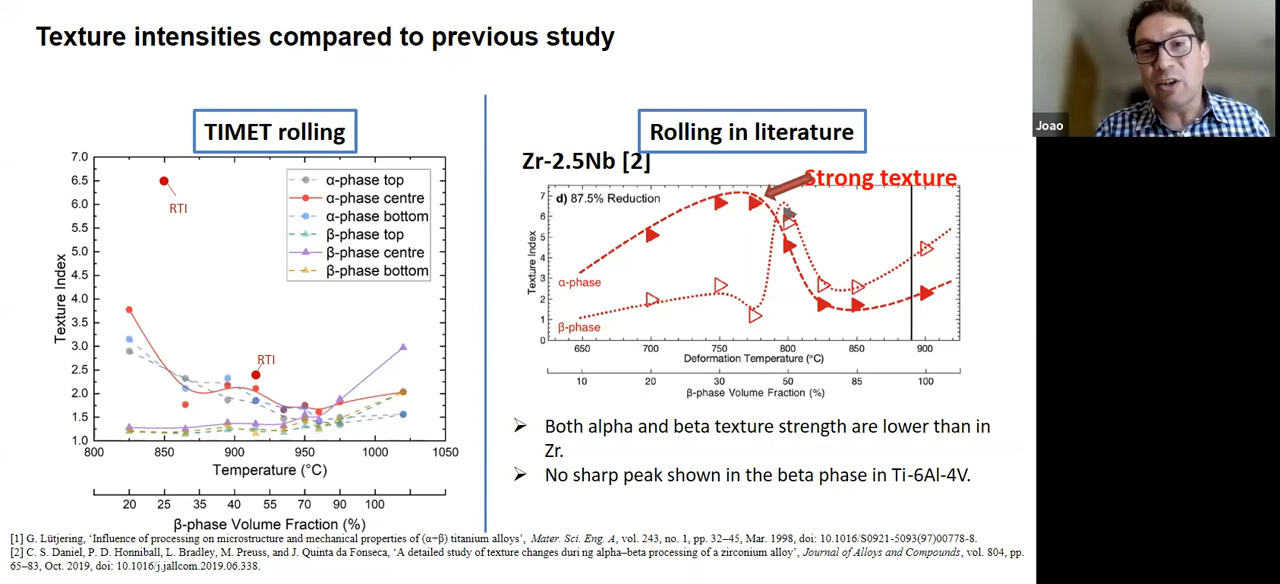 Texture intensities compared to previous study
Joao
TIMET rolling
7.0
6.5
6.0
5.5
5.0
4.5
4.0
3.5
3.0
2.5
2.0
1.5
1.0
Texture Index
RTI
RTI
α-phase top
α-phase centre
α-phase bottom
β-phase top
β-phase centre
β-phase bottom
800 850 900 950 1000 1050
Temperature (°C)
20 25 35 40 55 70 90 100
β-phase Volume Fraction (%)
Rolling in literature
Zr-2.5Nb [2]
Strong texture
d) 87.5% Reduction
7
6
5
4
3
2
1
0
Texture Index
α-phase
β-phase
650 700 750 800 850 900
Deformation Temperature (°C)
10 20 30 50 85 100
β-phase Volume Fraction (%)
➢ Both alpha and beta texture strength are lower than in
Zr.
➢ No sharp peak shown in the beta phase in Ti-6Al-4V.
[1] G. Lütjering, ‘Influence of processing on microstructure and mechanical properties of (α+β) titanium alloys’, Mater. Sci. Eng. A, vol. 243, no. 1, pp. 32–45, Mar. 1998, doi: 10.1016/S0921-5093(97)00778-8.
[2] C. S. Daniel, P. D. Honniball, L. Bradley, M. Preuss, and J. Quinta da Fonseca, ‘A detailed study of texture changes during alpha–beta processing of a zirconium alloy’, Journal of Alloys and Compounds, vol. 804, pp.
65–83, Oct. 2019, doi: 10.1016/j.jallcom.2019.06.338.